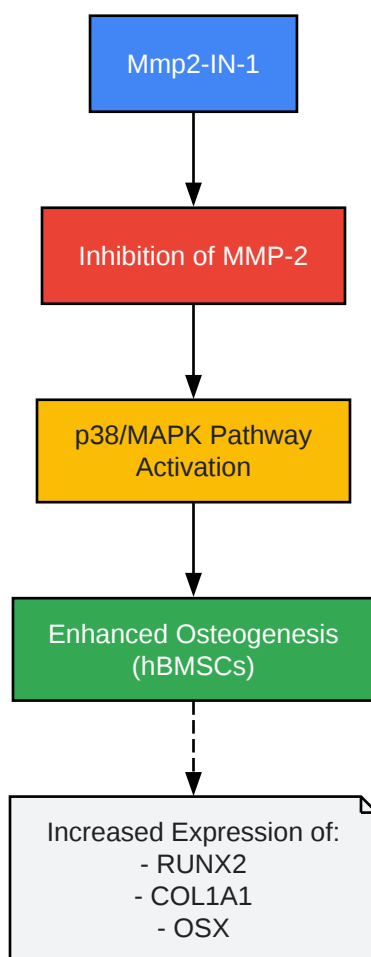 Mmp2-IN-1
Inhibition of MMP-2
p38/MAPK Pathway
Activation
Enhanced Osteogenesis
(hBMSCs)
Increased Expression of:
- RUNX2
- COL1A1
- OSX